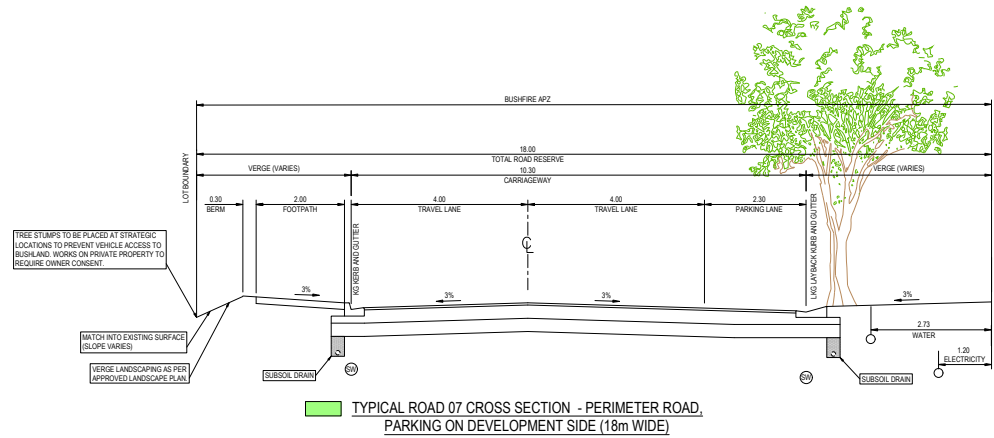 BUSHFIRE APZ
18.00
TOTAL ROAD RESERVE
VERGE (VARIES)
10.30
CARRIAGEWAY
VERGE (VARIES)
LOT BOUNDARY
0.30
BERM
2.00
FOOTPATH
KG KERB AND GUTTER
4.00
TRAVEL LANE
4.00
TRAVEL LANE
2.30
PARKING LANE
LKG LAYBACK KURB AND GUTTER
TREE STUMPS TO BE PLACED AT STRATEGIC
LOCATIONS TO PREVENT VEHICLE ACCESS TO
BUSHLAND. WORKS ON PRIVATE PROPERTY TO
REQUIRE OWNER CONSENT.
CL
3%
3%
3%
3%
MATCH INTO EXISTING SURFACE
(SLOPE VARIES)
VERGE LANDSCAPING AS PER
APPROVED LANDSCAPE PLAN.
2.73
WATER
1.20
ELECTRICITY
SUBSOIL DRAIN
SW
SW
SUBSOIL DRAIN
TYPICAL ROAD 07 CROSS SECTION - PERIMETER ROAD,
PARKING ON DEVELOPMENT SIDE (18m WIDE)